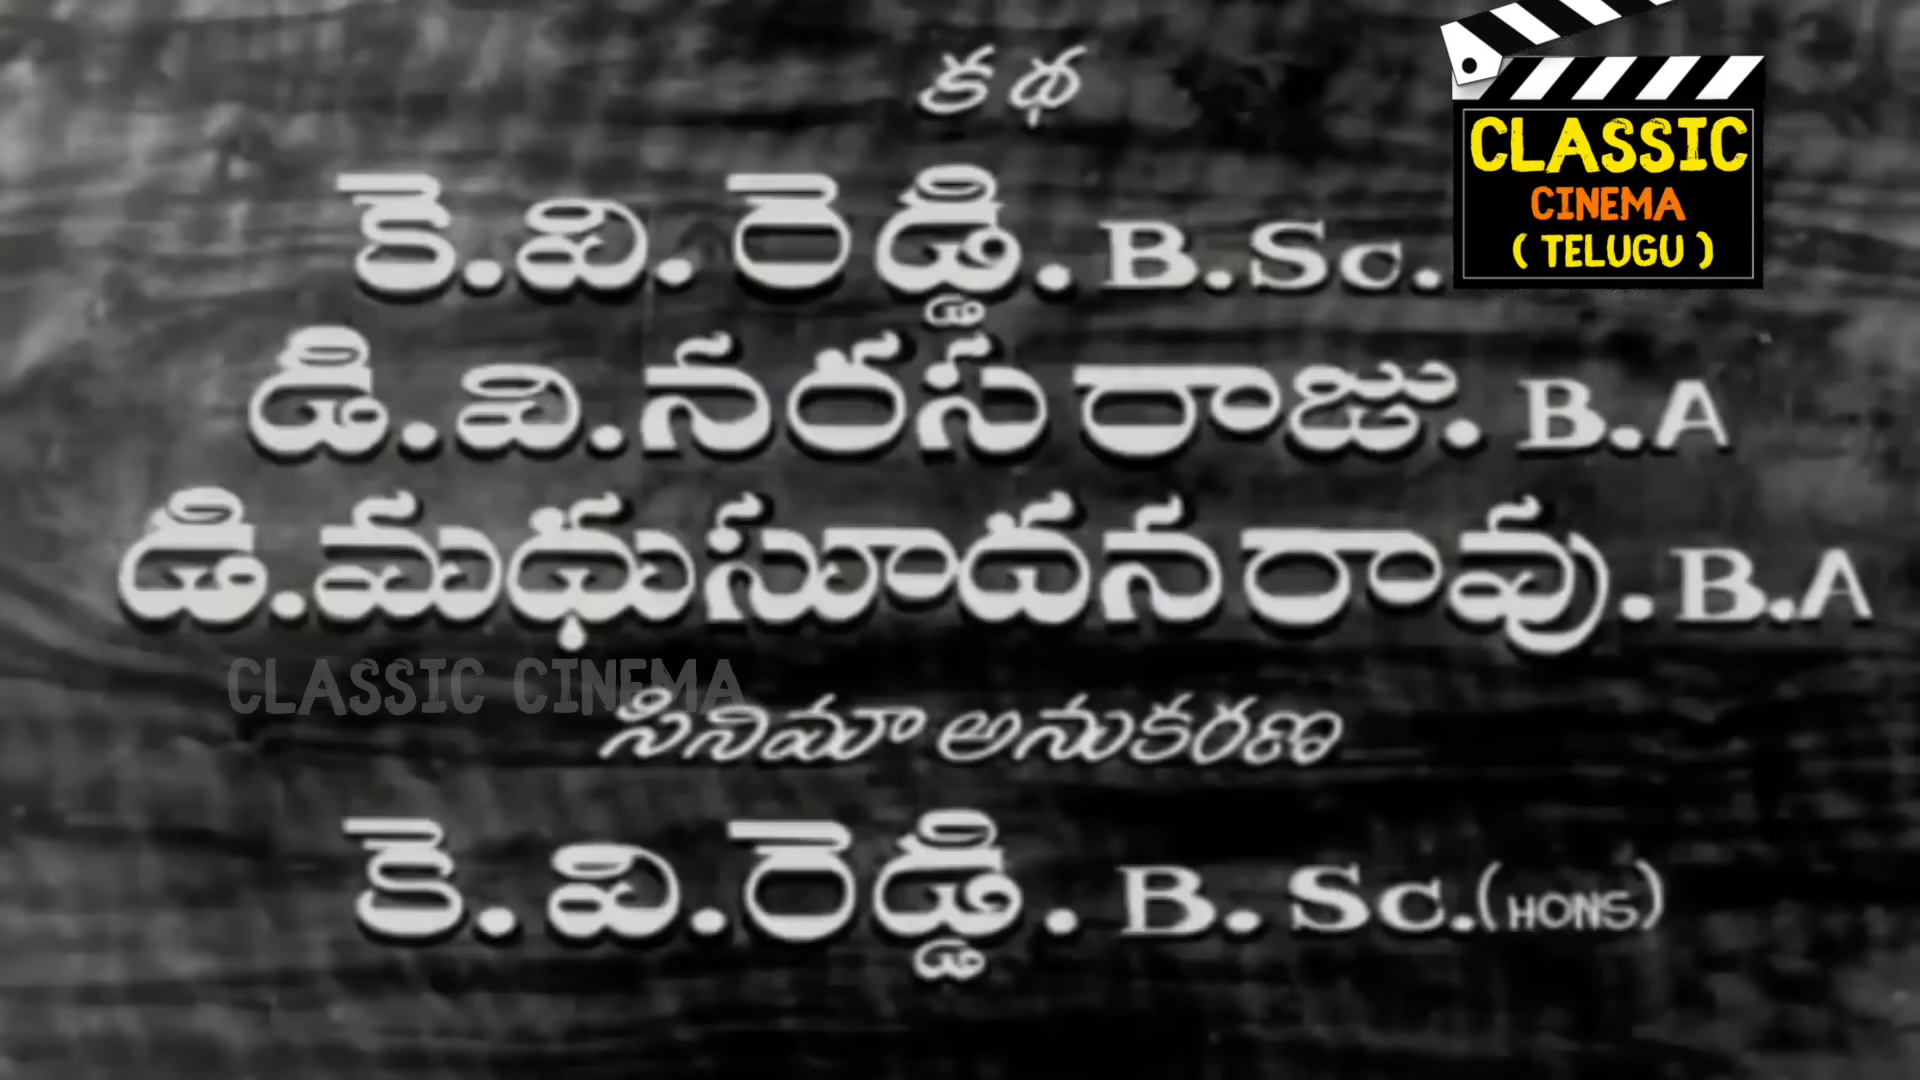 కథ
కె.వి.రెడ్డి. B.Sc.
డి.వి.నరసరాజు. B.A
డి.మధుసూదనరావు. B.A
సినిమా అనుకరణ
కె.వి.రెడ్డి. B. Sc.(HONS)
CLASSIC
CINEMA
( TELUGU )
CLASSIC CINEMA